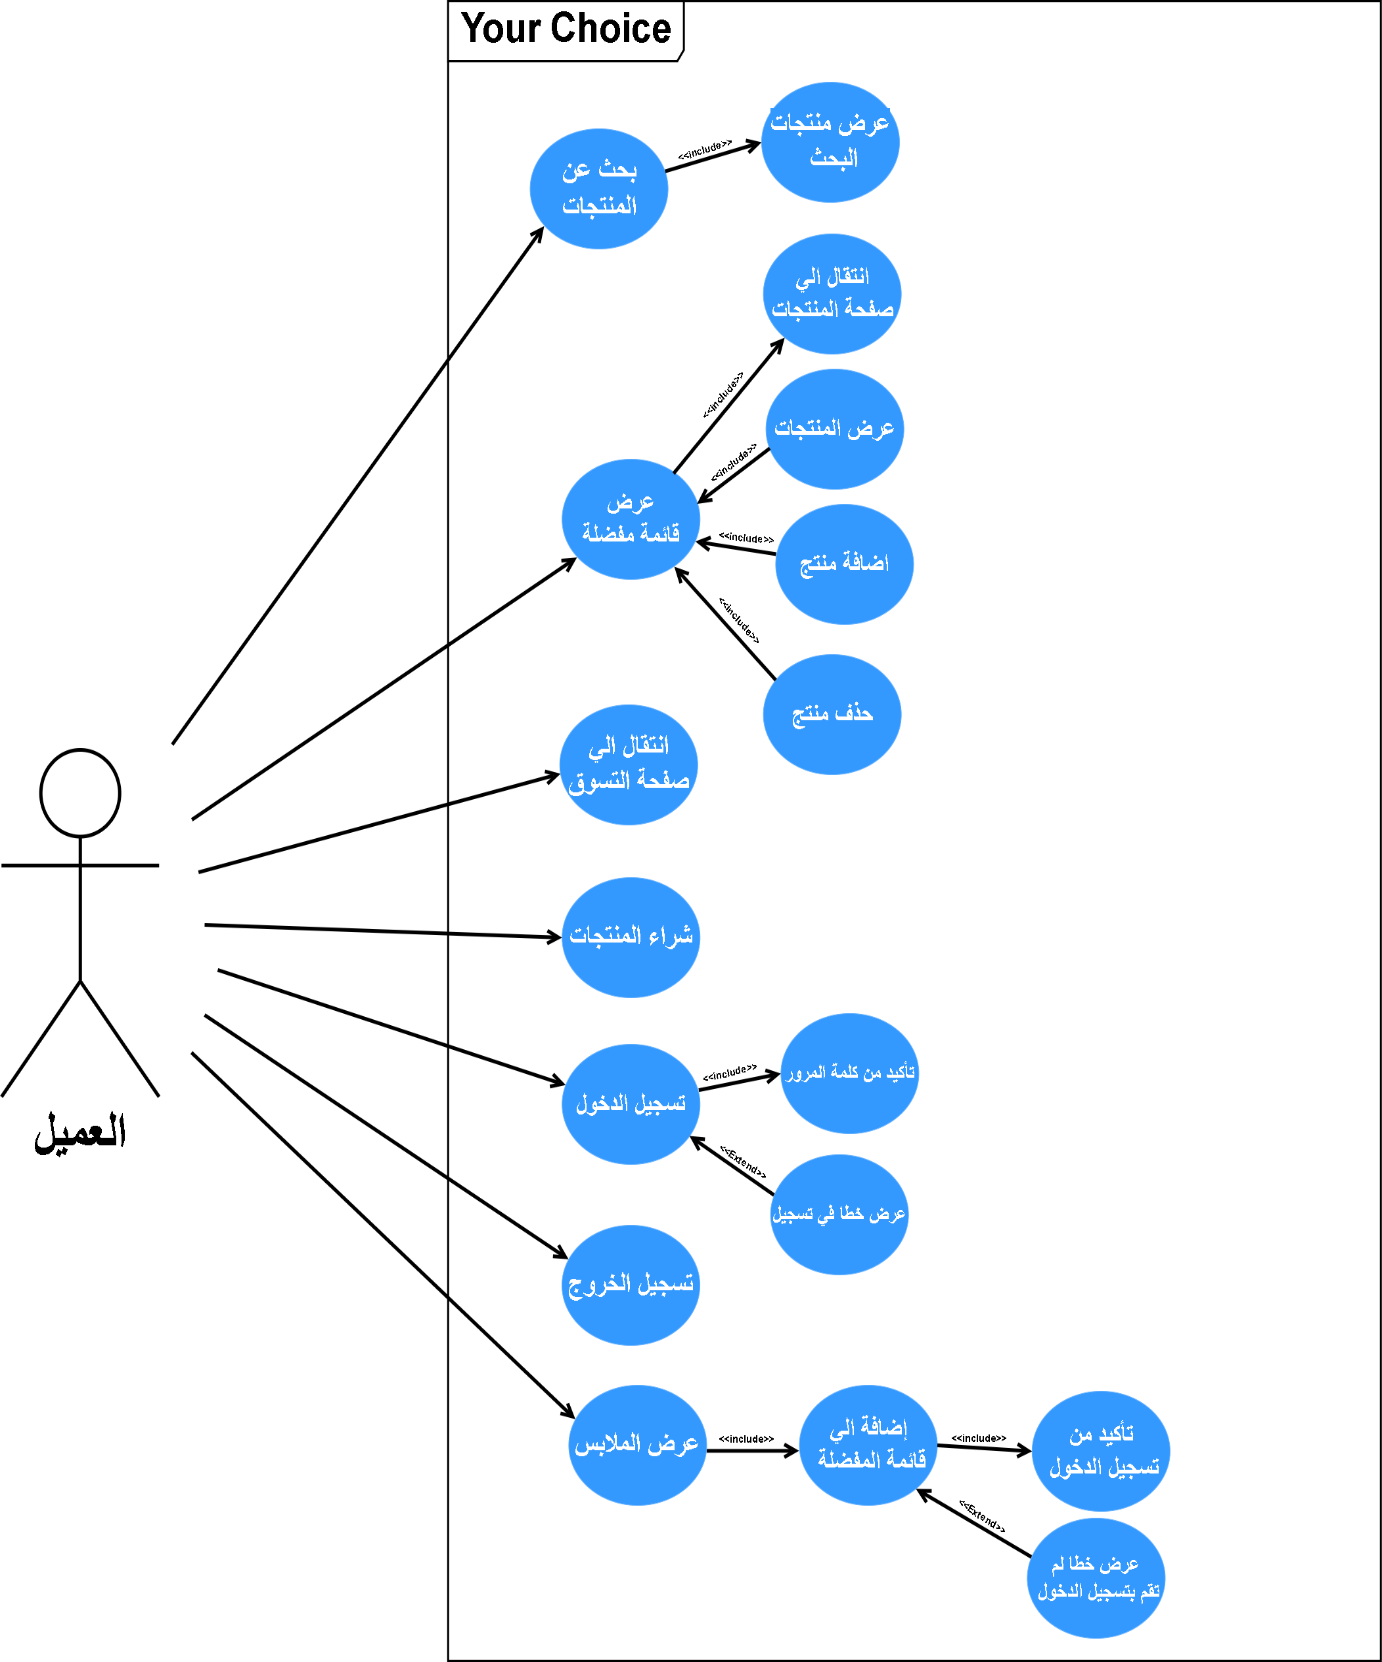 Your Choice
عرض منتجات
البحث
<<include>>
بحث عن
المنتجات
انتقال الي
صفحة المنتجات
<<include>>
عرض المنتجات
<<include>>
عرض
قائمة مفضلة
<<include>>
اضافة منتج
<<include>>
حذف منتج
انتقال الي
صفحة التسوق
شراء المنتجات
تأكيد من كلمة المرور
<<include>>
تسجيل الدخول
<<Extend>>
عرض خطا في تسجيل
العميل
تسجيل الخروج
عرض الملابس
<<include>>
إضافة الي
قائمة المفضلة
<<include>>
تأكيد من
تسجيل الدخول
<<Extend>>
عرض خطا لم
تقم بتسجيل الدخول